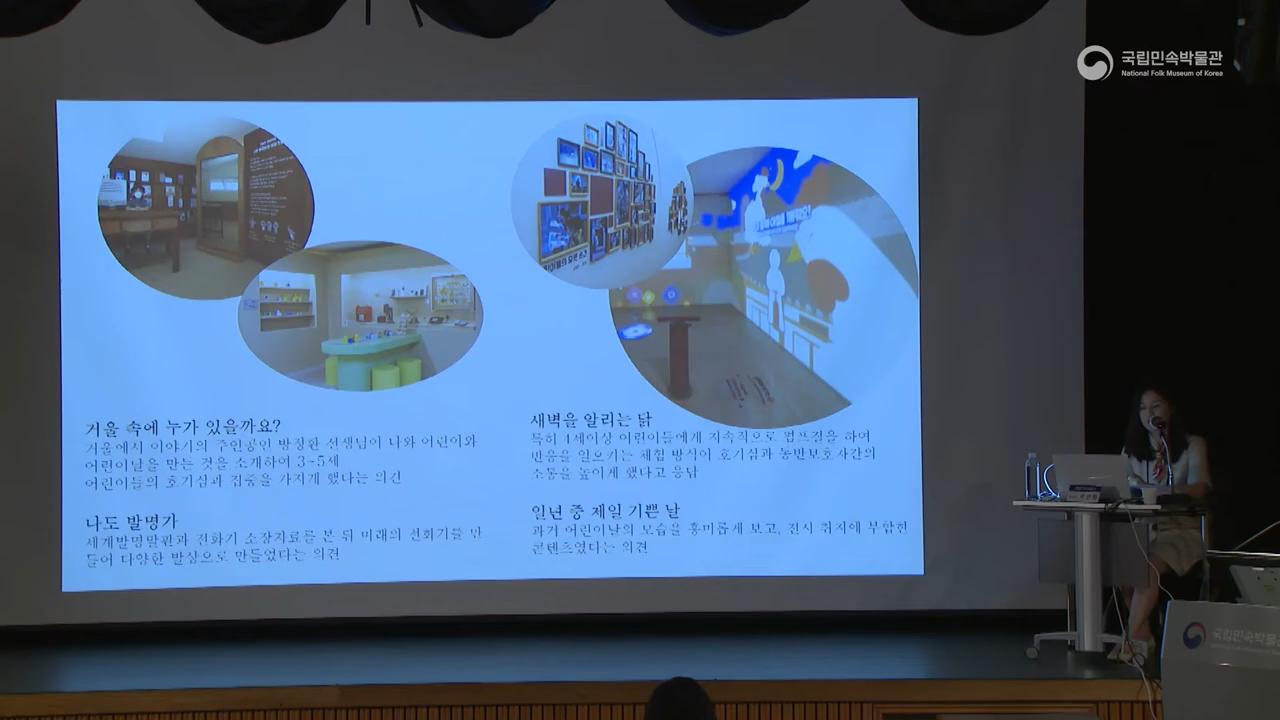 국립민속박물관
National Folk Museum of Korea
거울 속에 누가 있을까요?
거울에서 이야기의 주인공인 방정환 선생님이 나와 어린이와
어린이날을 만든 것을 소개하여 3~5세
어린이들의 호기심과 집중을 가지게 했다는 의견
나도 발명가
세계발명말판과 전화기 소장자료를 본 뒤 미래의 전화기를 만
들어 다양한 발상으로 만들었다는 의견
새벽을 알리는 닭
특히 4세이상 어린이들에게 지속적으로 펌프질을 하여
반응을 일으키는 체험 방식이 호기심과 동반보호자간의
소통을 높이게 했다고 응답
일년 중 제일 기쁜 날
과거 어린이날의 모습을 흥미롭게 보고, 전시 취지에 부합한
콘텐츠였다는 의견
국립민속박물관